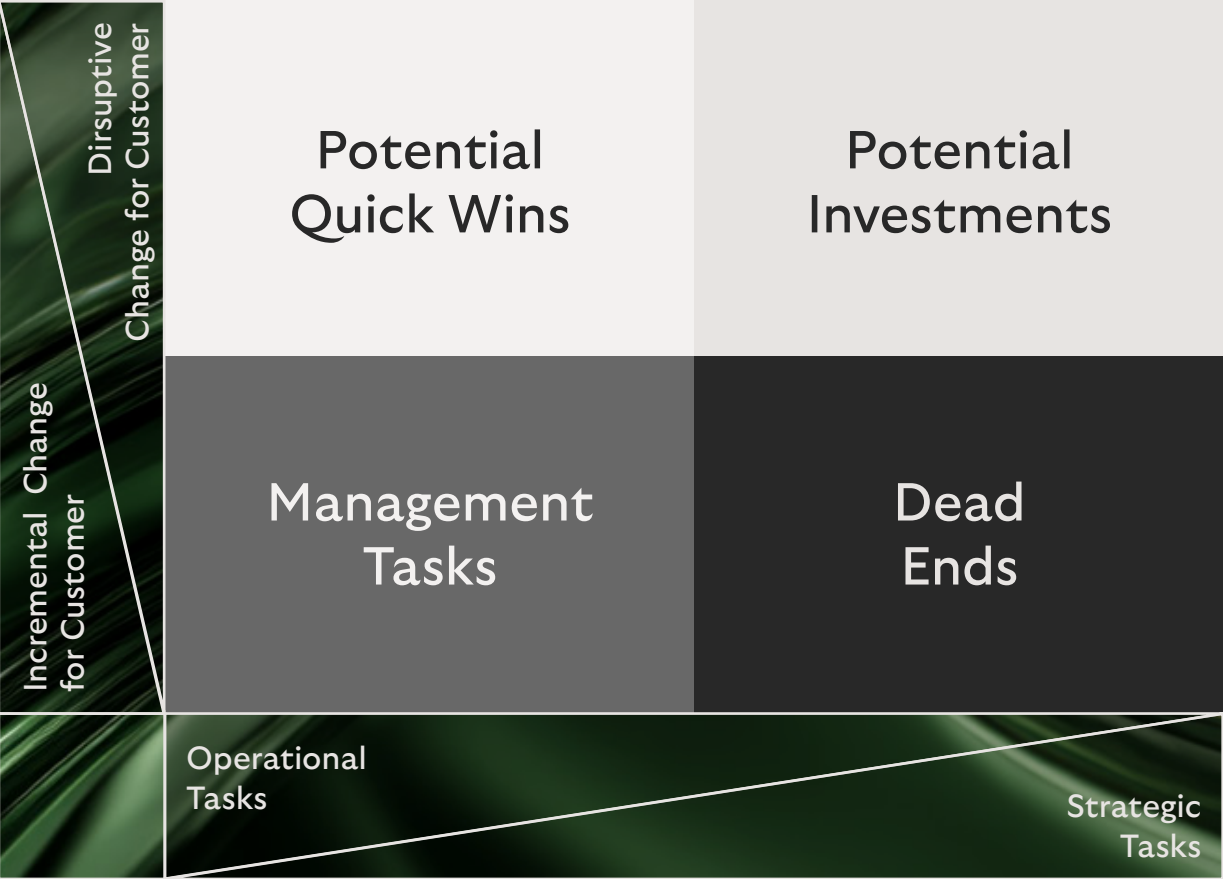 Dirsuptive
Change for Customer
Incremental Change
for Customer
Potential
Quick Wins
Potential
Investments
Management
Tasks
Dead
Ends
Operational
Tasks
Strategic
Tasks